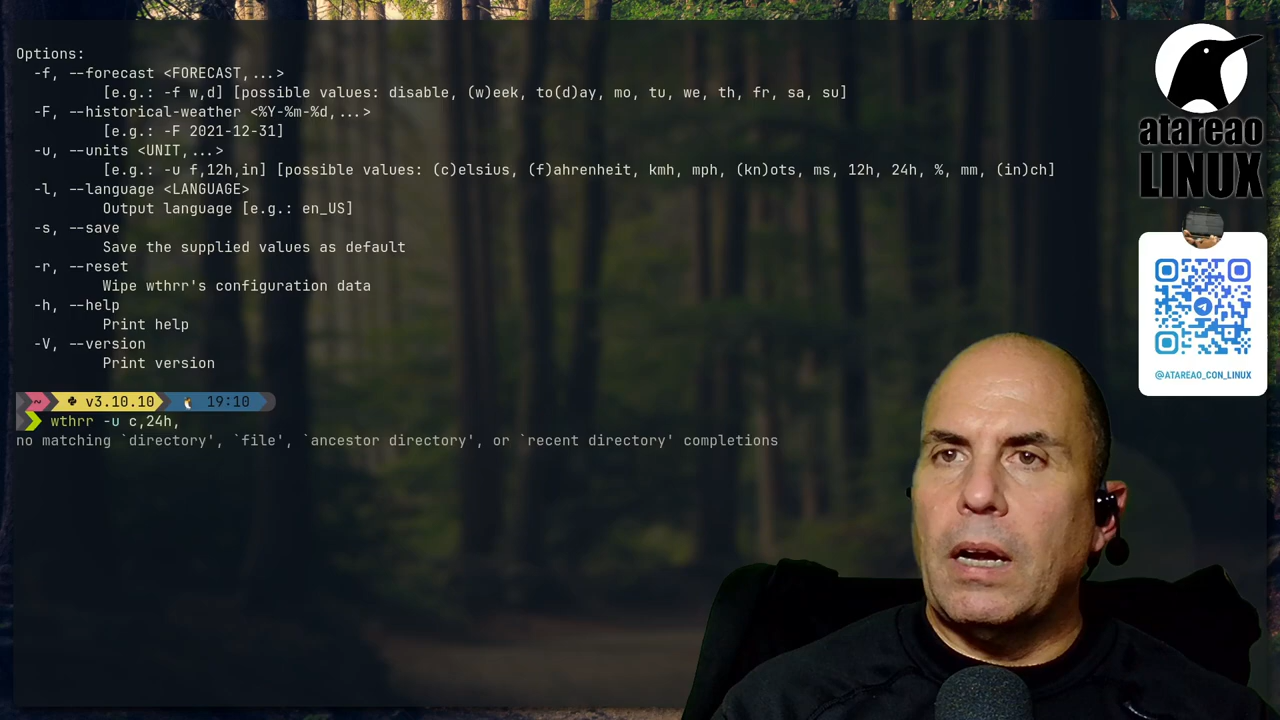 Options:
-f, --forecast <FORECAST,...>
[e.g.: -f w,d] [possible values: disable, (w)eek, to(d)ay, mo, tu, we, th, fr, sa, su]
-F, --historical-weather <%Y-%m-%d,...>
[e.g.: -F 2021-12-31]
-u, --units <UNIT,...>
[e.g.: -u f,12h,in] [possible values: (c)elsius, (f)ahrenheit, kmh, mph, (kn)ots, ms, 12h, 24h, %, mm, (in)ch]
-l, --language <LANGUAGE>
Output language [e.g.: en_US]
-s, --save
Save the supplied values as default
-r, --reset
Wipe wthrr's configuration data
-h, --help
Print help
-V, --version
Print version
~ v3.10.10 19:10
wthrr -u c,24h,
no matching `directory', `file', `ancestor directory', or `recent directory' completions
atareao
LINUX
@ATAREAO_CON_LINUX